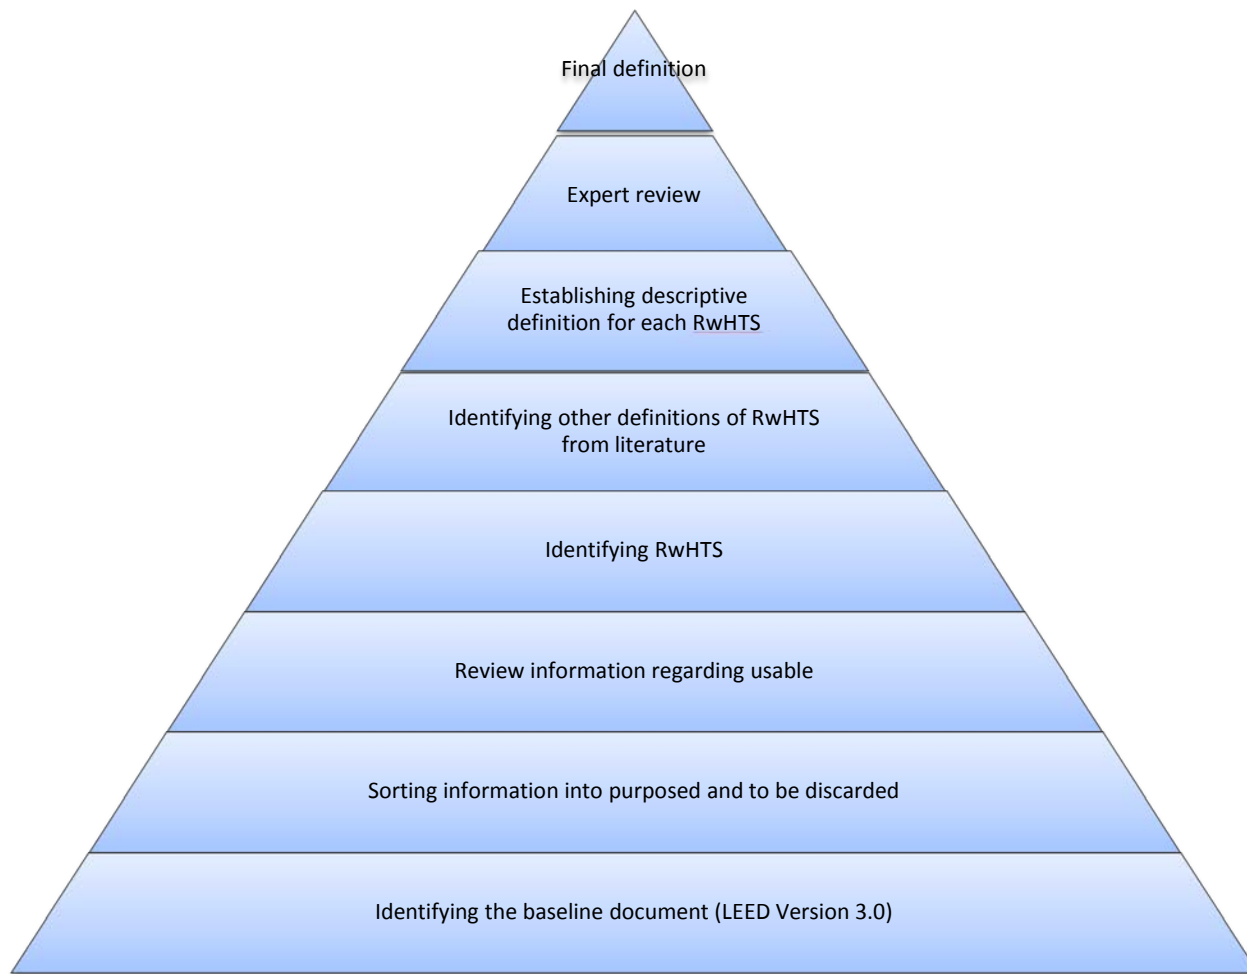 Final definition
Expert review
Establishing descriptive
definition for each RwHTS
Identifying other definitions of RwHTS
from literature
Identifying RwHTS
Review information regarding usable
Sorting information into purposed and to be discarded
Identifying the baseline document (LEED Version 3.0)